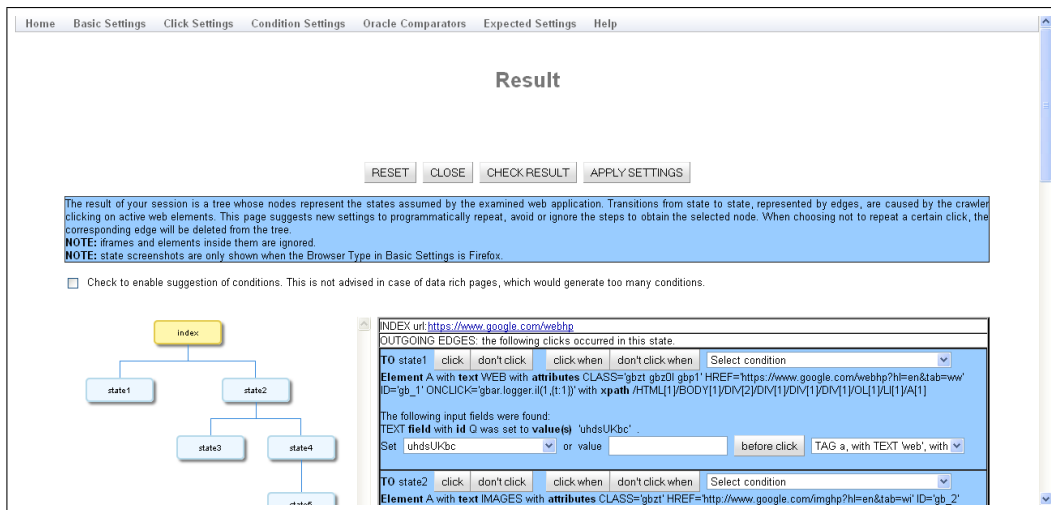 Home Basic Settings Click Settings Condition Settings Oracle Comparators Expected Settings Help
Result
RESET CLOSE CHECK RESULT APPLY SETTINGS
The result of your session is a tree whose nodes represent the states assumed by the examined web application. Transitions from state to state, represented by edges, are caused by the crawler
clicking on active web elements. This page suggests new settings to programmatically repeat, avoid or ignore the steps to obtain the selected node. When choosing not to repeat a certain click, the
corresponding edge will be deleted from the tree.
NOTE: iframes and elements inside them are ignored.
NOTE: state screenshots are only shown when the Browser Type in Basic Settings is Firefox.
Check to enable suggestion of conditions. This is not advised in case of data rich pages, which would generate too many conditions.
index
state1 state2
state3 state4
state5
INDEX url:https://www.google.com/webhp
OUTGOING EDGES: the following clicks occurred in this state.
TO state1 click don't click click when don't click when Select condition
Element A with text WEB with attributes CLASS='gbzt gbz0l gbp1' HREF='https://www.google.com/webhp?hl=en&tab=ww'
ID='gb_1' ONCLICK='gbar.logger.il(1,{t:1})' with xpath /HTML[1]/BODY[1]/DIV[2]/DIV[1]/DIV[1]/DIV[1]/OL[1]/LI[1]/A[1]
The following input fields were found:
TEXT field with id Q was set to value(s) 'uhdsUKbc' .
Set uhdsUKbc or value before click TAG a, with TEXT 'web', with
TO state2 click don't click click when don't click when Select condition
Element A with text IMAGES with attributes CLASS='gbzt' HREF='http://www.google.com/imghp?hl=en&tab=wi' ID='gb_2'